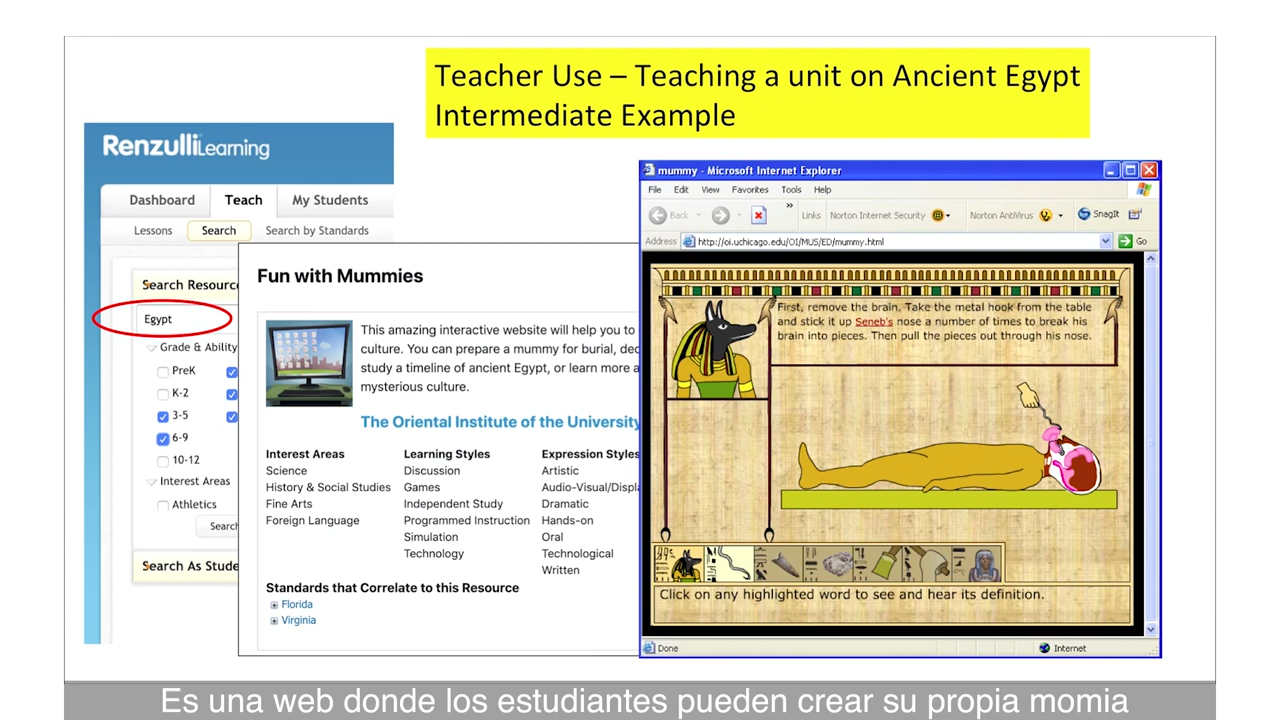 Teacher Use – Teaching a unit on Ancient Egypt
Intermediate Example
RenzulliLearning
Dashboard
Teach
My Students
Lessons
Search
Search by Standards
Search Resource
Egypt
Grade & Ability
PreK
K-2
3-5
6-9
10-12
Interest Areas
Athletics
Search
Search As Stude
Fun with Mummies
This amazing interactive website will help you to
culture. You can prepare a mummy for burial, dec
study a timeline of ancient Egypt, or learn more a
mysterious culture.
The Oriental Institute of the University
Interest Areas
Science
History & Social Studies
Fine Arts
Foreign Language
Learning Styles
Discussion
Games
Independent Study
Programmed Instruction
Simulation
Technology
Expression Styles
Artistic
Audio-Visual/Displa
Dramatic
Hands-on
Oral
Technological
Written
Standards that Correlate to this Resource
Florida
Virginia
mummy - Microsoft Internet Explorer
File Edit View Favorites Tools Help
Back
Links Norton Internet Security Norton AntiVirus SnagIt
Address http://oi.uchicago.edu/OI/MUS/ED/mummy.html Go
First, remove the brain. Take the metal hook from the table
and stick it up Seneb's nose a number of times to break his
brain into pieces. Then pull the pieces out through his nose.
Click on any highlighted word to see and hear its definition.
Done
Internet
Es una web donde los estudiantes pueden crear su propia momia